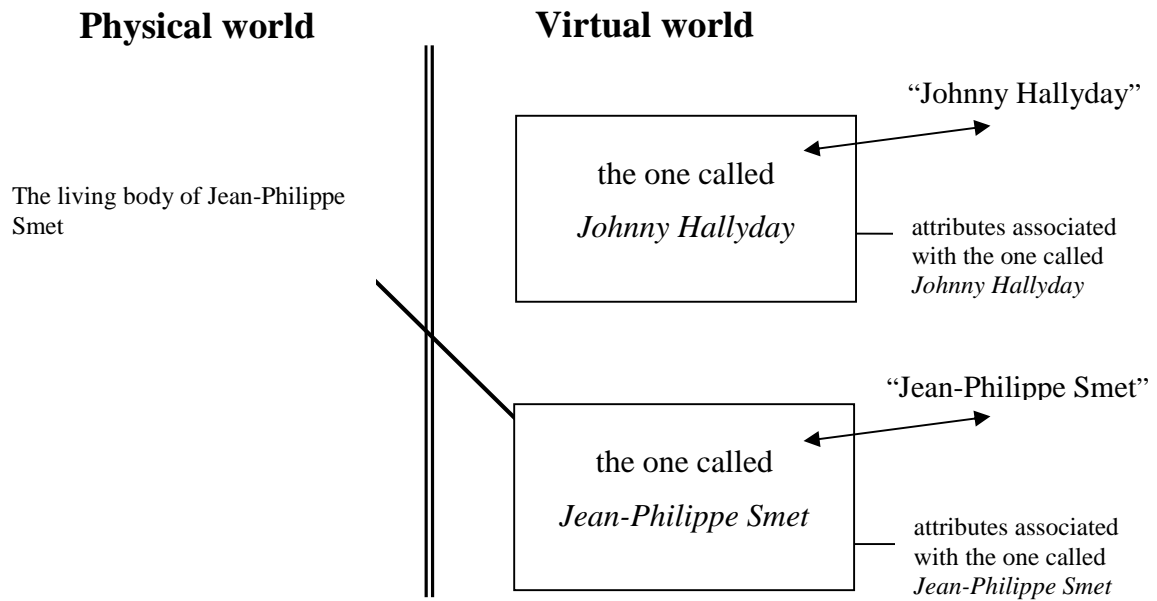 Physical world
Virtual world
“Johnny Hallyday”
the one called
Johnny Hallyday
The living body of Jean-Philippe
Smet
attributes associated
with the one called
Johnny Hallyday
“Jean-Philippe Smet”
the one called
Jean-Philippe Smet
attributes associated
with the one called
Jean-Philippe Smet